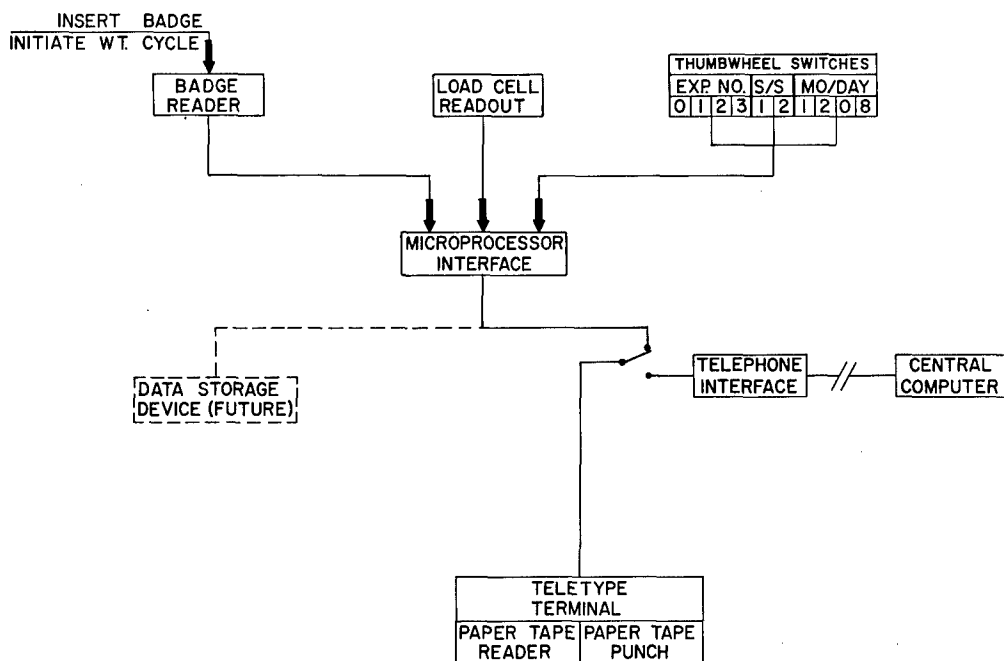 INSERT BADGE
INITIATE WT. CYCLE
BADGE
READER
LOAD CELL
READOUT
THUMBWHEEL SWITCHES
EXP. NO. S/S MO/DAY
0 1 2 3 1 2 1 2 0 8
MICROPROCESSOR
INTERFACE
DATA STORAGE
DEVICE (FUTURE)
TELEPHONE
INTERFACE
CENTRAL
COMPUTER
TELETYPE
TERMINAL
PAPER TAPE
READER
PAPER TAPE
PUNCH